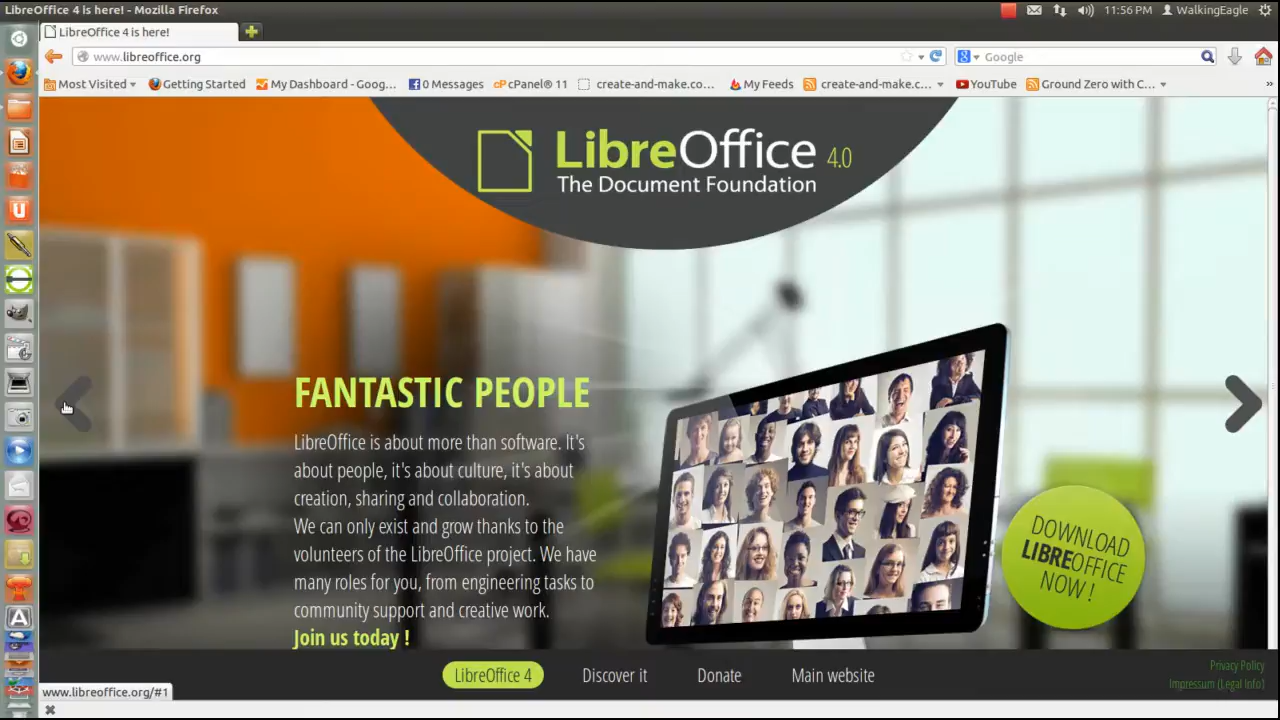 LibreOffice 4 is here! - Mozilla Firefox
11:56 PM WalkingEagle
LibreOffice 4 is here!
www.libreoffice.org
Google
Most Visited Getting Started My Dashboard - Goog... 0 Messages cPanel® 11 create-and-make.co... My Feeds create-and-make.c... YouTube Ground Zero with C... »
LibreOffice 4.0
The Document Foundation
FANTASTIC PEOPLE
LibreOffice is about more than software. It's
about people, it's about culture, it's about
creation, sharing and collaboration.
We can only exist and grow thanks to the
volunteers of the LibreOffice project. We have
many roles for you, from engineering tasks to
community support and creative work.
Join us today !
DOWNLOAD
LIBREOFFICE
NOW!
LibreOffice 4 Discover it Donate Main website
Privacy Policy
Impressum (Legal Info)
www.libreoffice.org/#1